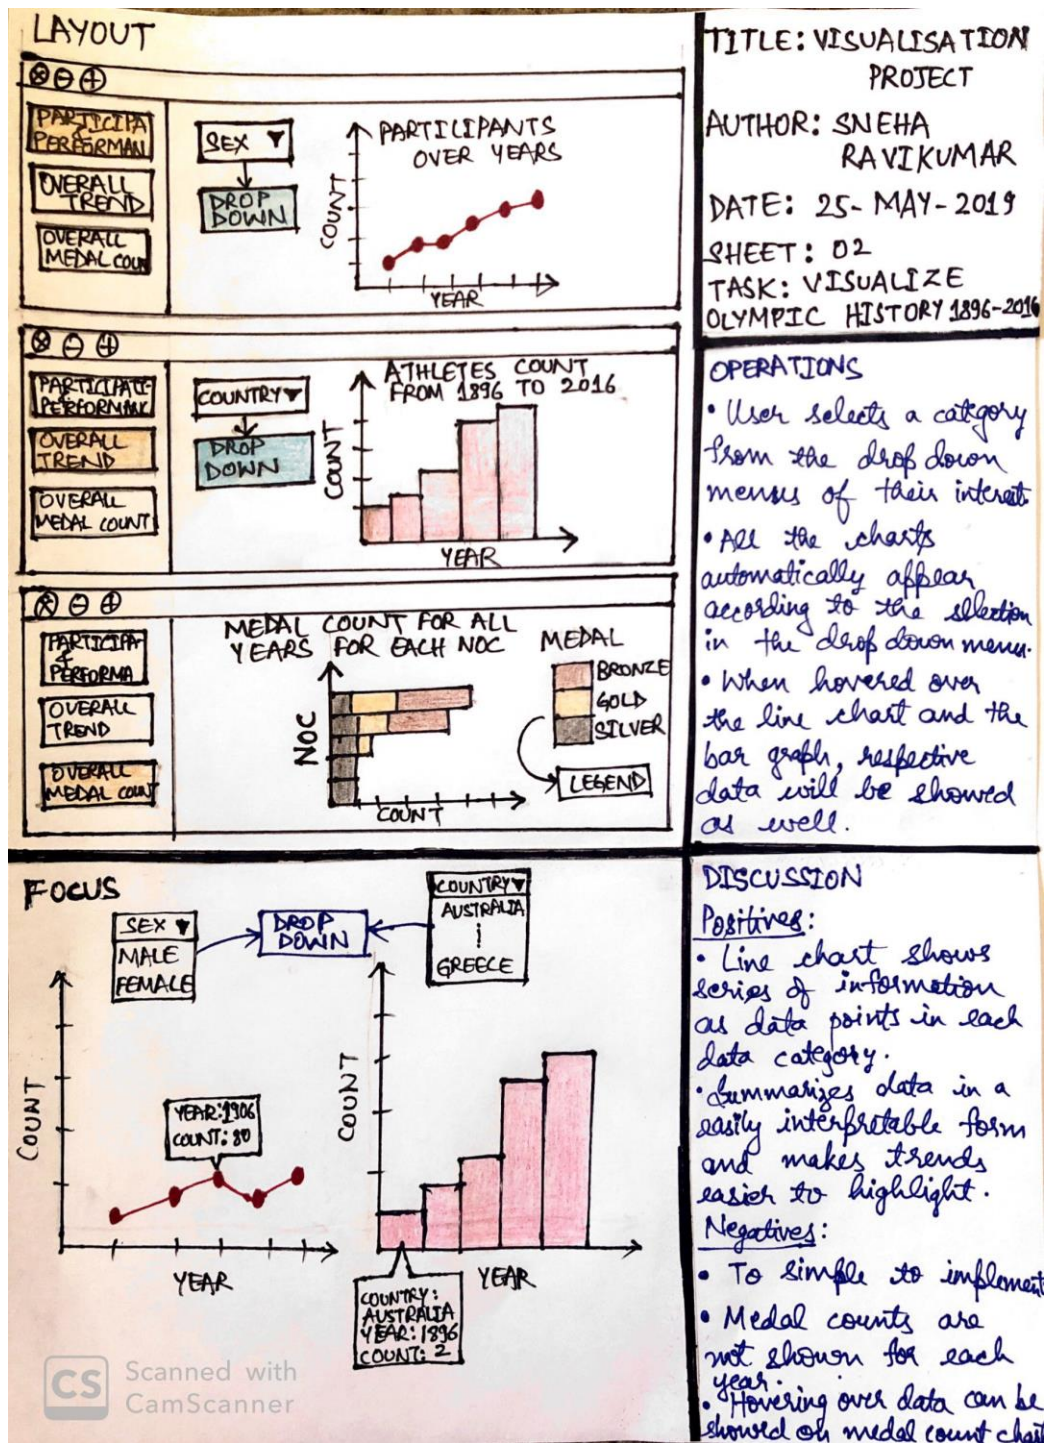 LAYOUT
PARTICIPA
&
PERFORMAN
OVERALL
TREND
OVERALL
MEDAL COUN
SEX
DROP
DOWN
PARTICIPANTS
OVER YEARS
COUNT
YEAR
PARTICIPATI-
&
PERFORMANC
OVERALL
TREND
OVERALL
MEDAL COUNT
COUNTRY
DROP
DOWN
ATHLETES COUNT
FROM 1896 TO 2016
COUNT
YEAR
PARTICIPA
&
PERFORMA
OVERALL
TREND
OVERALL
MEDAL COUNT
MEDAL COUNT FOR ALL
YEARS FOR EACH NOC
NOC
COUNT
MEDAL
BRONZE
GOLD
SILVER
LEGEND
TITLE: VISUALISATION
PROJECT
AUTHOR: SNEHA
RAVIKUMAR
DATE: 25-MAY-2019
SHEET: 02
TASK: VISUALIZE
OLYMPIC HISTORY 1896-2016
OPERATIONS
• User selects a category
from the drop down
menus of their interest.
• All the charts
automatically appear
according to the selection
in the drop down menu.
• When hovered over
the line chart and the
bar graph, respective
data will be showed
as well.
FOCUS
SEX
MALE
FEMALE
DROP
DOWN
COUNTRY
AUSTRALIA
GREECE
COUNT
YEAR:1906
COUNT: 80
YEAR
COUNT
YEAR
COUNTRY:
AUSTRALIA
YEAR: 1896
COUNT: 2
DISCUSSION
Positives:
• Line chart shows
series of information
as data points in each
data category.
• Summarizes data in a
easily interpretable form
and makes trends
easier to highlight.
Negatives:
• To simple to implement
• Medal counts are
not shown for each
year.
• Hovering over data can be
showed on medal count chart
CS Scanned with
CamScanner